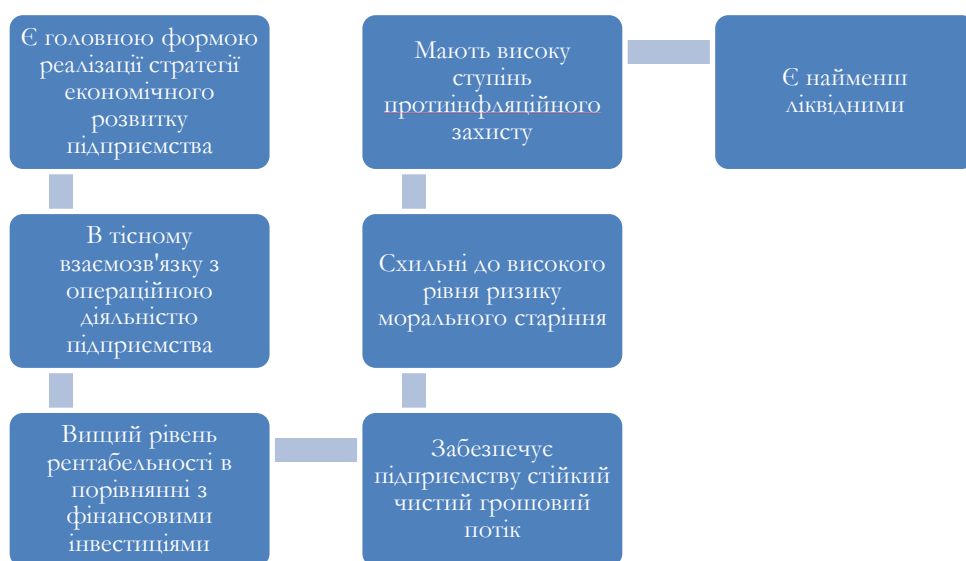 Є головною формою
реалізації стратегії
економічного
розвитку
підприємства
В тісному
взаємозв'язку з
операційною
діяльністю
підприємства
Вищий рівень
рентабельності в
порівнянні з
фінансовими
інвестиціями
Забезпечує
підприємству стійкий
чистий грошовий
потік
Схильні до високого
рівня ризику
морального старіння
Мають високу
ступінь
протиінфляційного
захисту
Є найменш
ліквідними